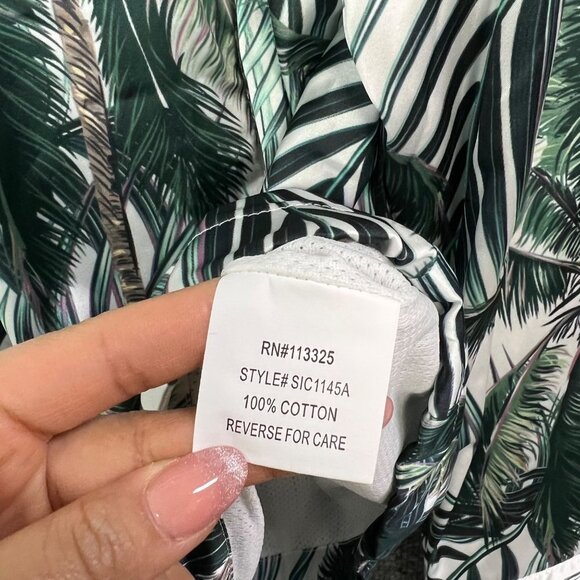 RN#113325
STYLE# SIC1145A
100% COTTON
REVERSE FOR CARE